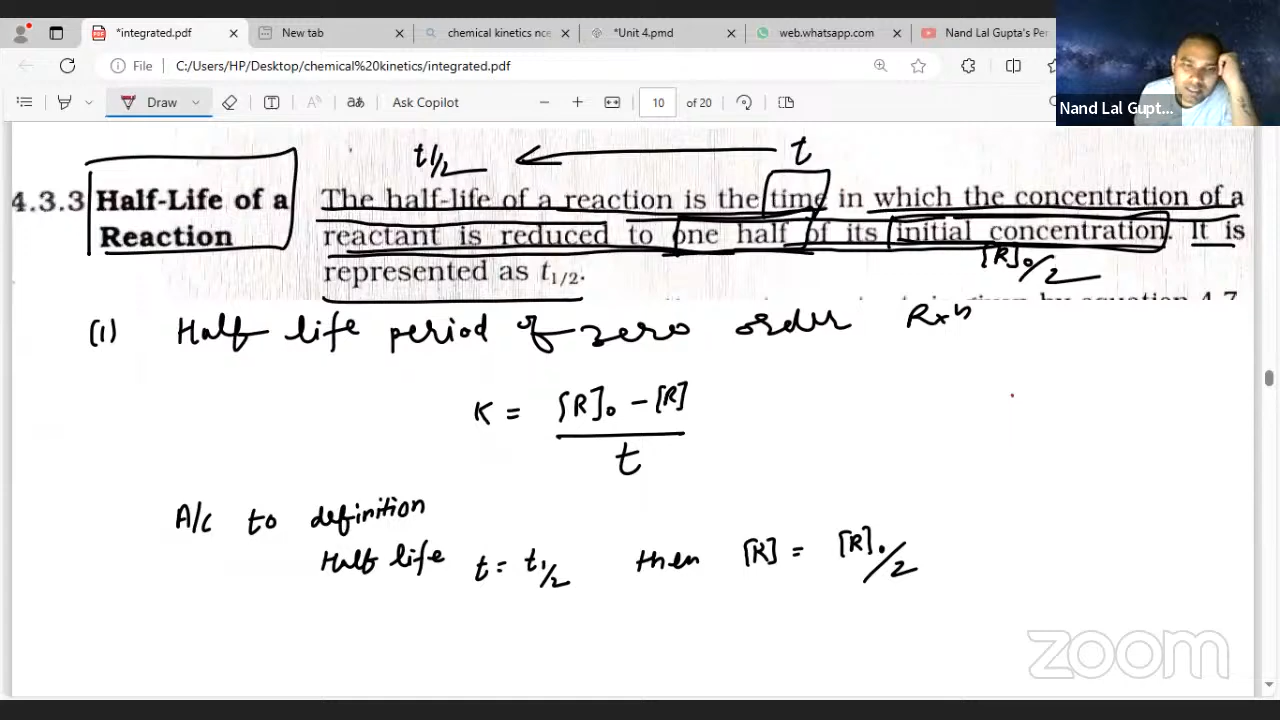 *integrated.pdf
New tab
chemical kinetics nce
*Unit 4.pmd
web.whatsapp.com
Nand Lal Gupta's Per
File
C:/Users/HP/Desktop/chemical%20kinetics/integrated.pdf
Draw
Ask Copilot
10 of 20
Nand Lal Gupt...
t1/2 t
4.3.3 Half-Life of a
Reaction
The half-life of a reaction is the time in which the concentration of a
reactant is reduced to one half of its initial concentration. It is
represented as t1/2.
[R]0/2
(1) Half life period of zero order Rxn
K = [R]0 - [R]
t
A/c to definition
Half life t = t1/2 then [R] = [R]0/2
zoom